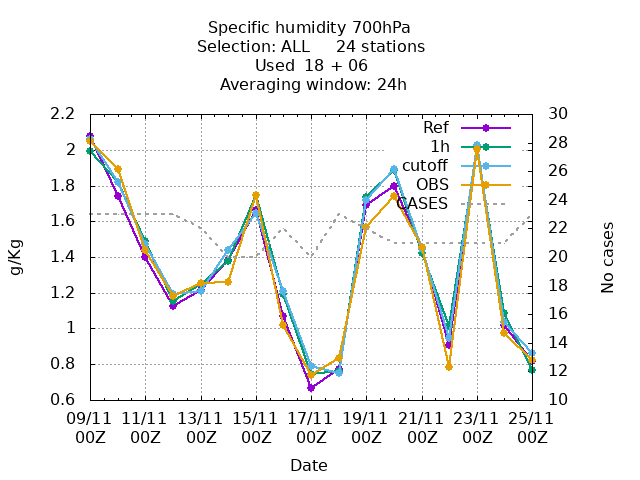 Specific humidity 700hPa
Selection: ALL     24 stations
Used  18 + 06
Averaging window: 24h
Ref
1h
cutoff
OBS
CASES
2.2
2
1.8
1.6
1.4
1.2
1
0.8
0.6
30
28
26
24
22
20
18
16
14
12
10
g/Kg
No cases
09/11 11/11 13/11 15/11 17/11 19/11 21/11 23/11 25/11
00Z 00Z 00Z 00Z 00Z 00Z 00Z 00Z 00Z
Date